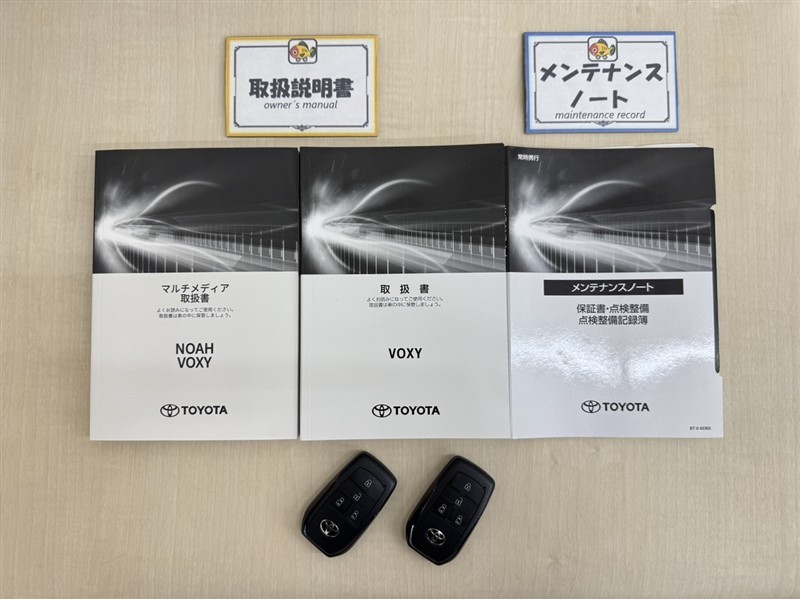 取扱説明書
owner's manual
メンテナンス
ノート
maintenance record
マルチメディア
取扱書
よくお読みになってご使用ください。
取扱書は車の中に保管しましょう。
NOAH
VOXY
TOYOTA
取扱書
よくお読みになってご使用ください。
取扱書は車の中に保管しましょう。
VOXY
TOYOTA
常時携行
メンテナンスノート
保証書・点検整備
点検整備記録簿
TOYOTA